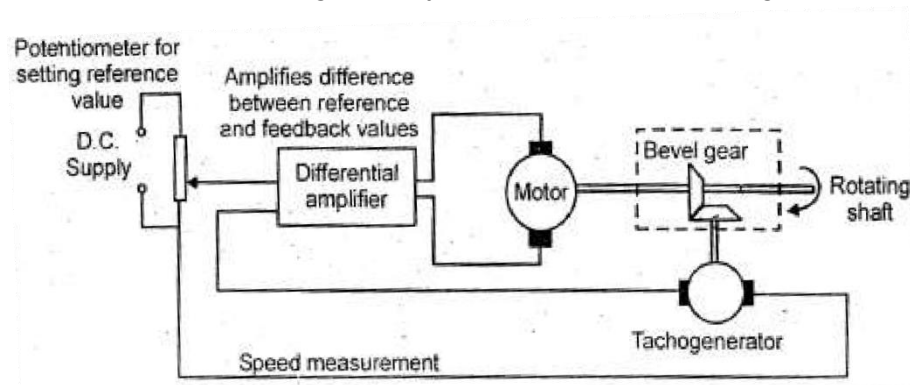 Potentiometer for
setting reference
value
D.C.
Supply
Amplifies difference
between reference
and feedback values
Differential
amplifier
Motor
Bevel gear
Rotating
shaft
Tachogenerator
Speed measurement